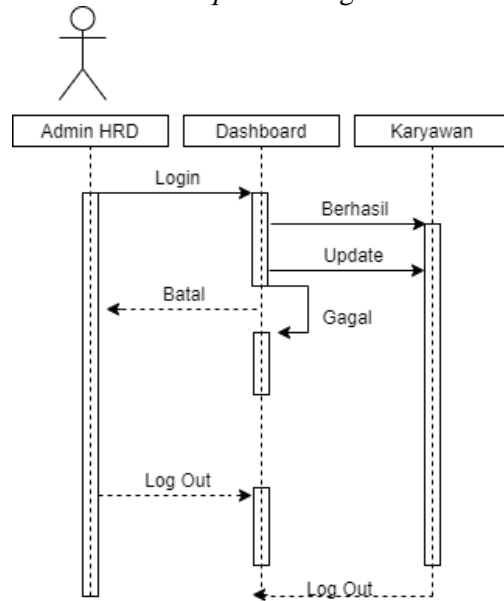 Admin HRD
Dashboard
Karyawan
Login
Berhasil
Update
Batal
Gagal
Log Out
Log Out